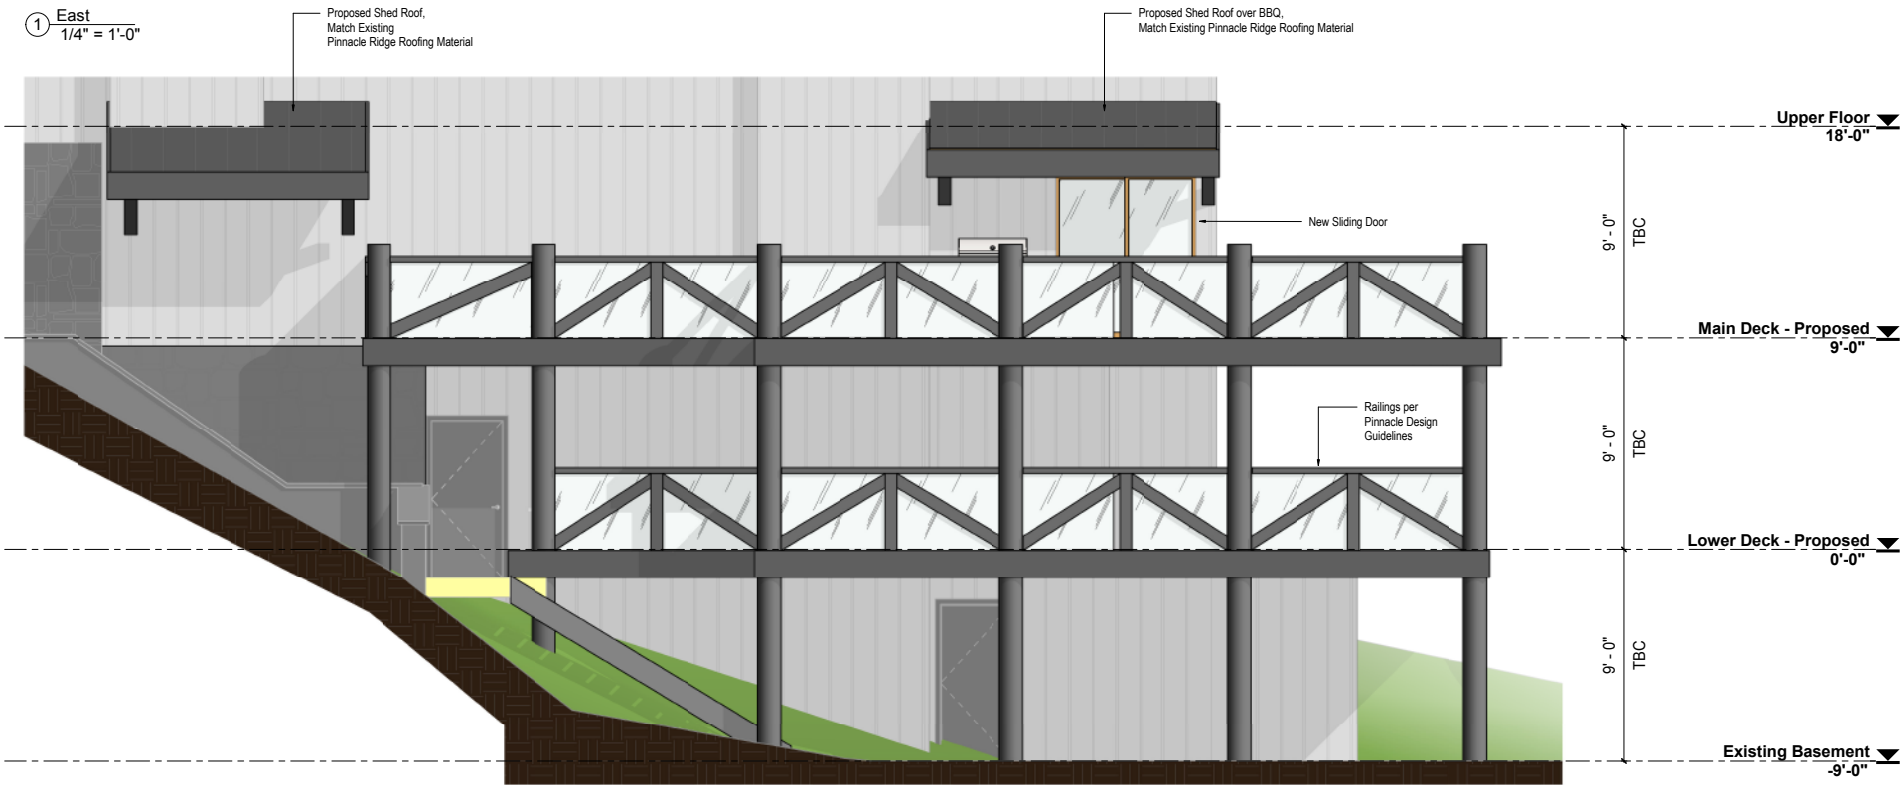 1 East
1/4" = 1'-0"
Proposed Shed Roof,
Match Existing
Pinnacle Ridge Roofing Material
Proposed Shed Roof over BBQ,
Match Existing Pinnacle Ridge Roofing Material
Upper Floor
18'-0"
New Sliding Door
9' - 0"
TBC
Main Deck - Proposed
9'-0"
Railings per
Pinnacle Design
Guidelines
9' - 0"
TBC
Lower Deck - Proposed
0'-0"
9' - 0"
TBC
Existing Basement
-9'-0"